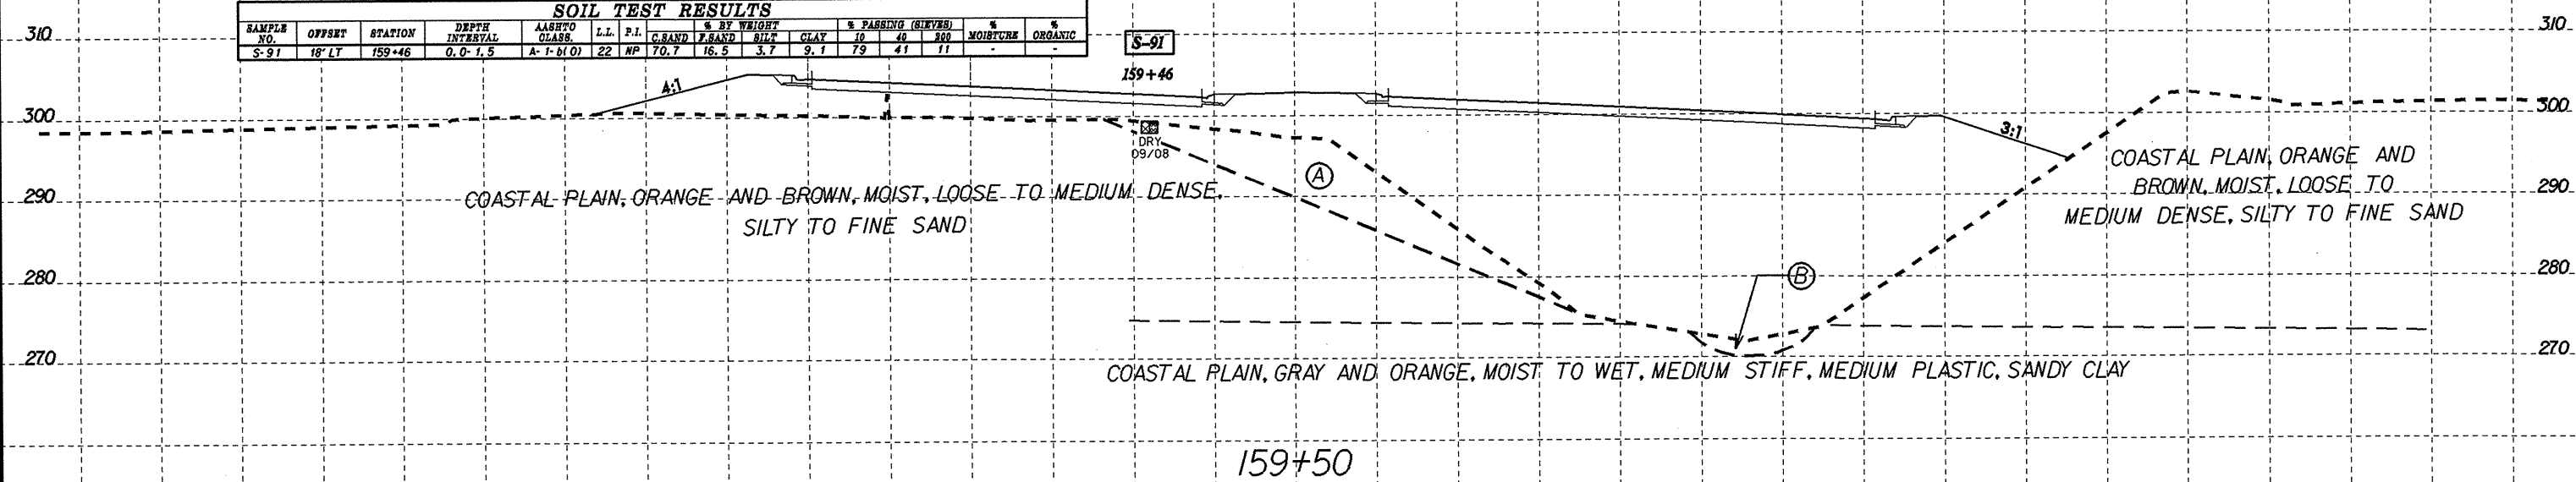 SOIL TEST RESULTS
SAMPLE NO. OFFSET STATION DEPTH INTERVAL AASHTO CLASS. L.L. P.I. % BY WEIGHT % PASSING (SIEVES) % MOISTURE % ORGANIC
C.SAND F.SAND SILT CLAY 10 40 200
S-91 18' LT 159+46 0.0-1.5 A-1-b(0) 22 NP 70.7 16.5 3.7 9.1 79 41 11 - -
310 310
S-91
159+46
4:1
300 300
3:1
DRY
09/08
COASTAL PLAIN, ORANGE AND
A
BROWN, MOIST, LOOSE TO
290 290
COASTAL PLAIN, ORANGE AND BROWN, MOIST, LOOSE TO MEDIUM DENSE,
MEDIUM DENSE, SILTY TO FINE SAND
SILTY TO FINE SAND
280 280
B
270 270
COASTAL PLAIN, GRAY AND ORANGE, MOIST TO WET, MEDIUM STIFF, MEDIUM PLASTIC, SANDY CLAY
159+50